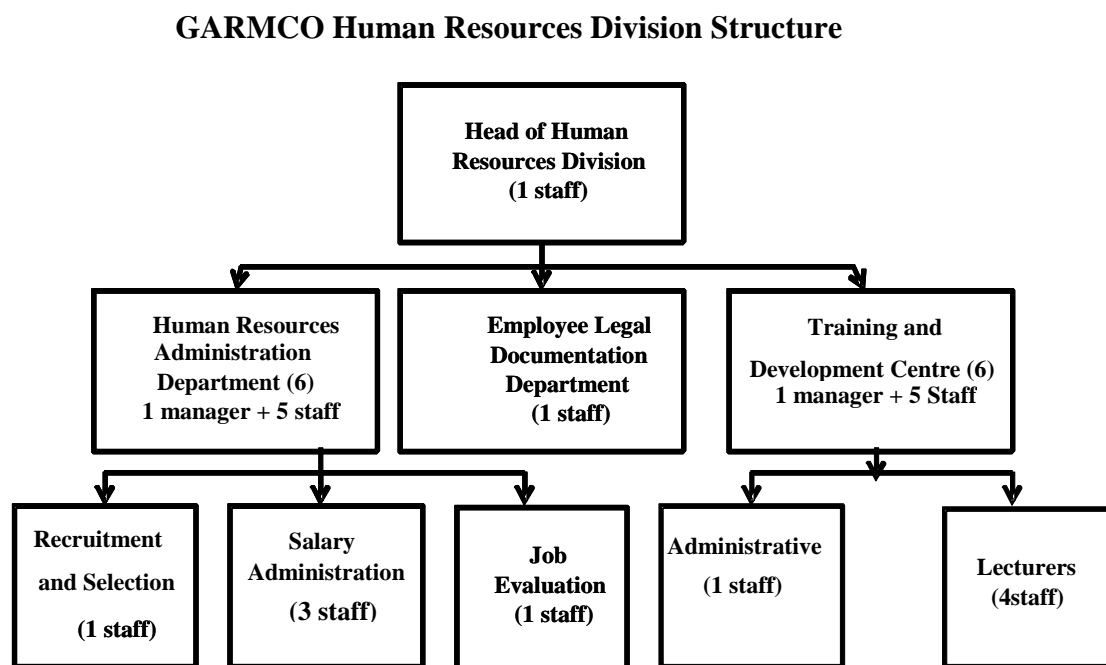 GARMCO Human Resources Division Structure
Head of Human
Resources Division
(1 staff)
Human Resources
Administration
Department (6)
1 manager + 5 staff
Employee Legal
Documentation
Department
(1 staff)
Training and
Development Centre (6)
1 manager + 5 Staff
Recruitment
and Selection
(1 staff)
Salary
Administration
(3 staff)
Job
Evaluation
(1 staff)
Administrative
(1 staff)
Lecturers
(4staff)